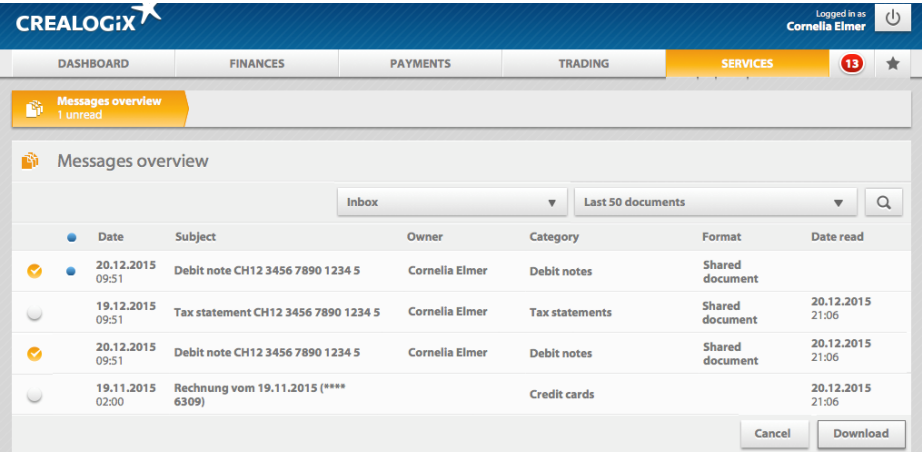 CREALOGiX
Logged in as
Cornelia Elmer
DASHBOARD FINANCES PAYMENTS TRADING SERVICES 13
Messages overview
1 unread
Messages overview
Inbox Last 50 documents
Date Subject Owner Category Format Date read
20.12.2015 Debit note CH12 3456 7890 1234 5 Cornelia Elmer Debit notes Shared
09:51 document
19.12.2015 Tax statement CH12 3456 7890 1234 5 Cornelia Elmer Tax statements Shared 20.12.2015
09:51 document 21:06
20.12.2015 Debit note CH12 3456 7890 1234 5 Cornelia Elmer Debit notes Shared 20.12.2015
09:51 document 21:06
19.11.2015 Rechnung vom 19.11.2015 (**** Credit cards 20.12.2015
02:00 6309) 21:06
Cancel Download